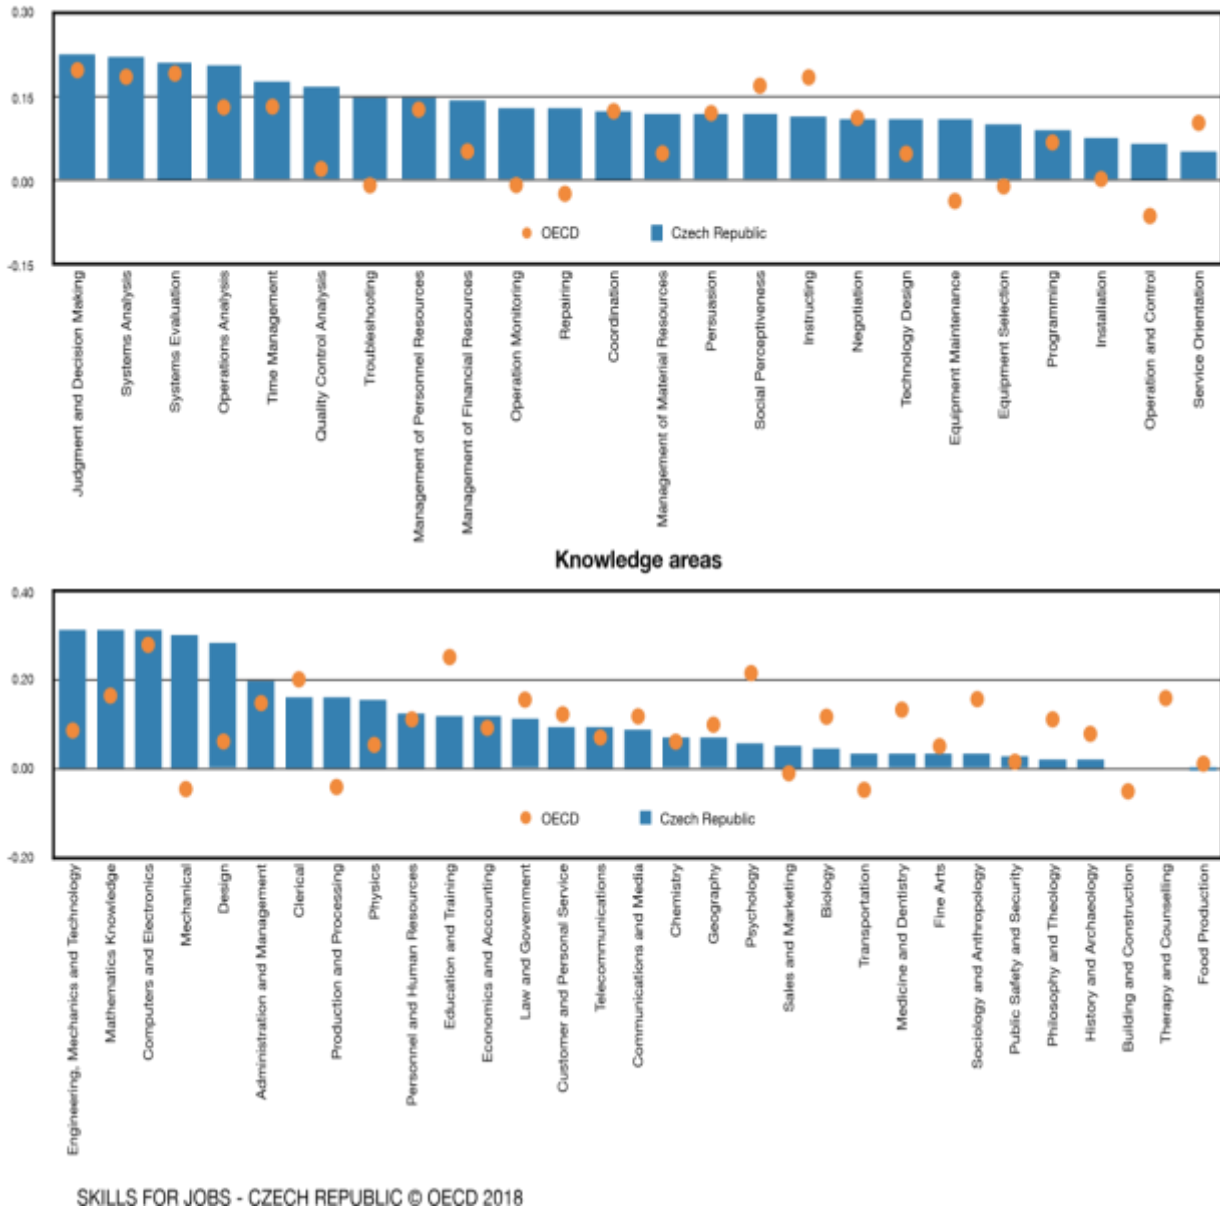 0.30
0.15
0.00
-0.15
OECD
Czech Republic
Judgment and Decision Making
Systems Analysis
Systems Evaluation
Operations Analysis
Time Management
Quality Control Analysis
Troubleshooting
Management of Personnel Resources
Management of Financial Resources
Operation Monitoring
Repairing
Coordination
Management of Material Resources
Persuasion
Social Perceptiveness
Instructing
Negotiation
Technology Design
Equipment Maintenance
Equipment Selection
Programming
Installation
Operation and Control
Service Orientation
Knowledge areas
0.40
0.20
0.00
-0.20
OECD
Czech Republic
Engineering, Mechanics and Technology
Mathematics Knowledge
Computers and Electronics
Mechanical
Design
Administration and Management
Clerical
Production and Processing
Physics
Personnel and Human Resources
Education and Training
Economics and Accounting
Law and Government
Customer and Personal Service
Telecommunications
Communications and Media
Chemistry
Geography
Psychology
Sales and Marketing
Biology
Transportation
Medicine and Dentistry
Fine Arts
Sociology and Anthropology
Public Safety and Security
Philosophy and Theology
History and Archaeology
Building and Construction
Therapy and Counselling
Food Production
SKILLS FOR JOBS - CZECH REPUBLIC © OECD 2018